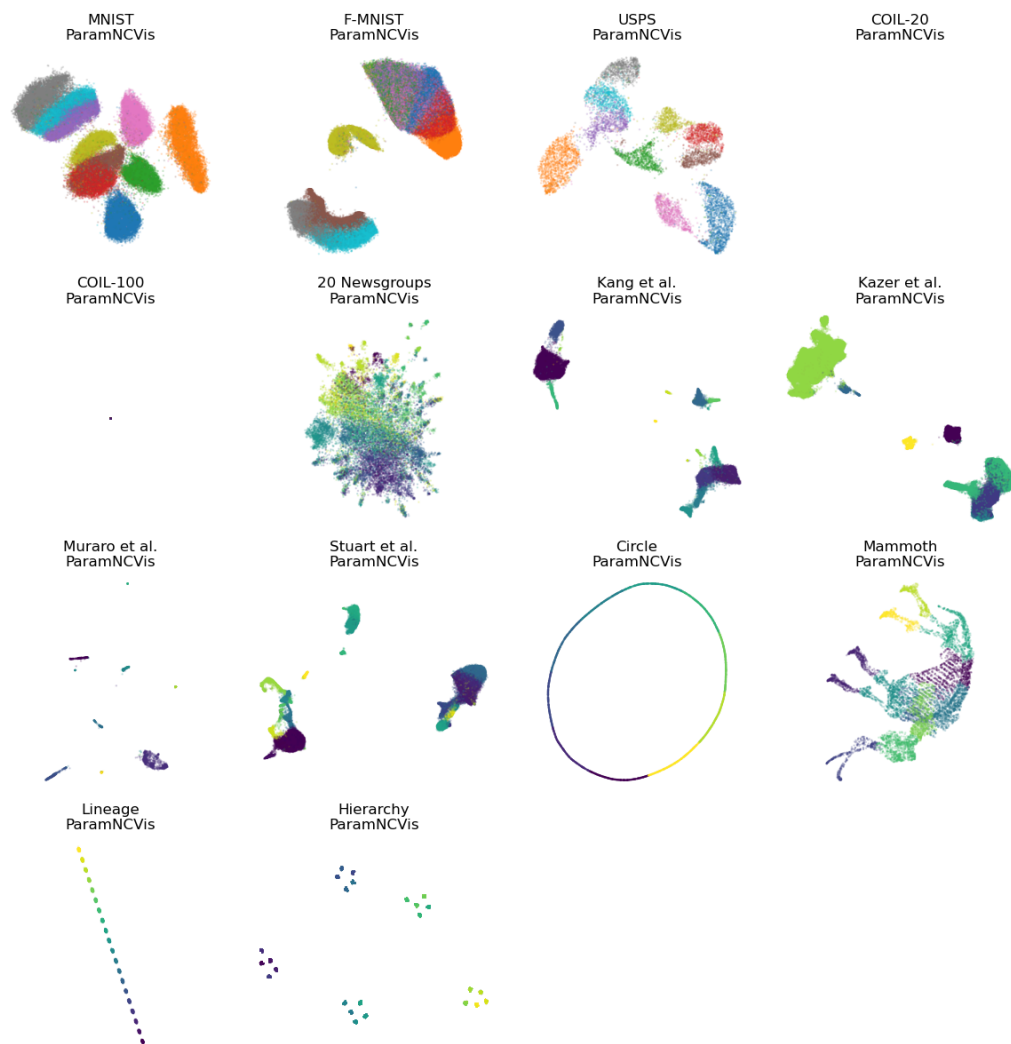 MNIST
ParamNCVis
F-MNIST
ParamNCVis
USPS
ParamNCVis
COIL-20
ParamNCVis
COIL-100
ParamNCVis
20 Newsgroups
ParamNCVis
Kang et al.
ParamNCVis
Kazer et al.
ParamNCVis
Muraro et al.
ParamNCVis
Stuart et al.
ParamNCVis
Circle
ParamNCVis
Mammoth
ParamNCVis
Lineage
ParamNCVis
Hierarchy
ParamNCVis